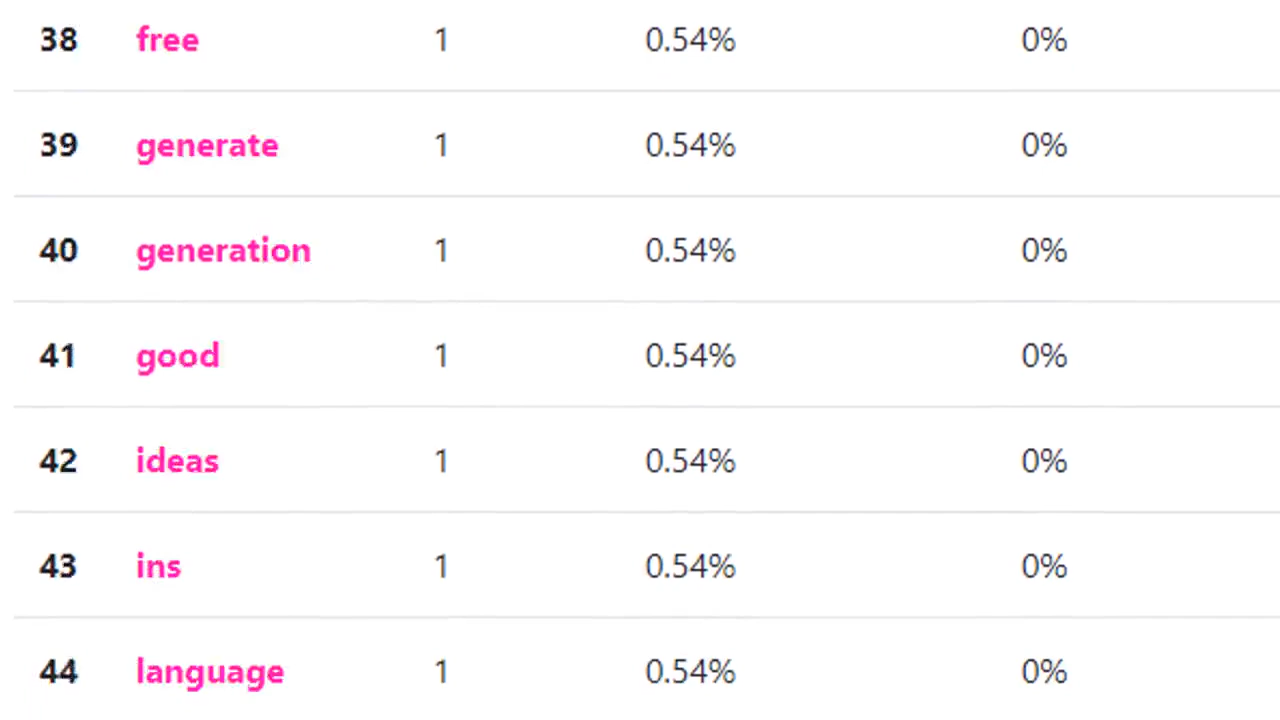 38 free 1 0.54% 0%
39 generate 1 0.54% 0%
40 generation 1 0.54% 0%
41 good 1 0.54% 0%
42 ideas 1 0.54% 0%
43 ins 1 0.54% 0%
44 language 1 0.54% 0%